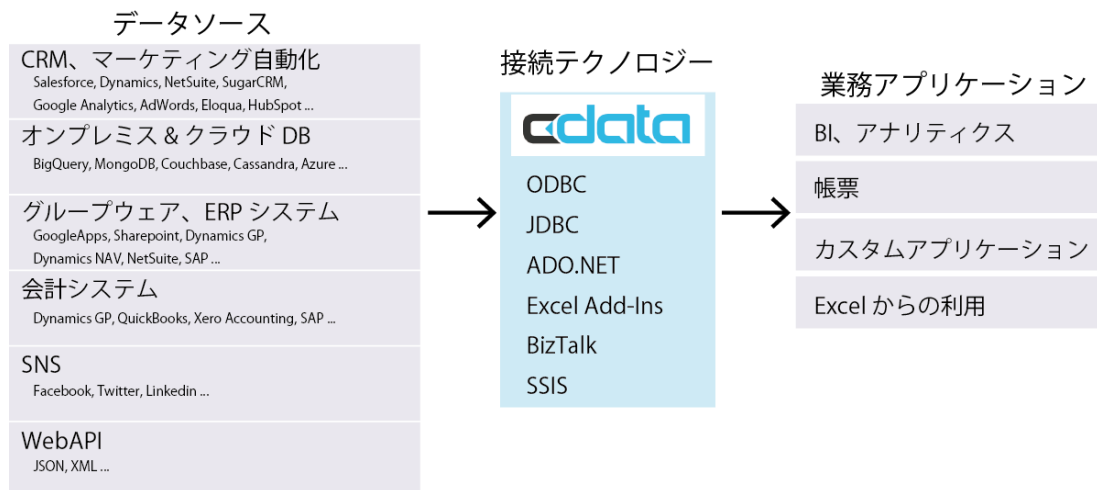 データソース
CRM、マーケティング自動化
Salesforce, Dynamics, NetSuite, SugarCRM,
Google Analytics, AdWords, Eloqua, HubSpot ...
オンプレミス & クラウド DB
BigQuery, MongoDB, Couchbase, Cassandra, Azure ...
グループウェア、ERP システム
GoogleApps, Sharepoint, Dynamics GP,
Dynamics NAV, NetSuite, SAP ...
会計システム
Dynamics GP, QuickBooks, Xero Accounting, SAP ...
SNS
Facebook, Twitter, Linkedin ...
WebAPI
JSON, XML ...
接続テクノロジー
cdata
ODBC
JDBC
ADO.NET
Excel Add-Ins
BizTalk
SSIS
業務アプリケーション
BI、アナリティクス
帳票
カスタムアプリケーション
Excel からの利用